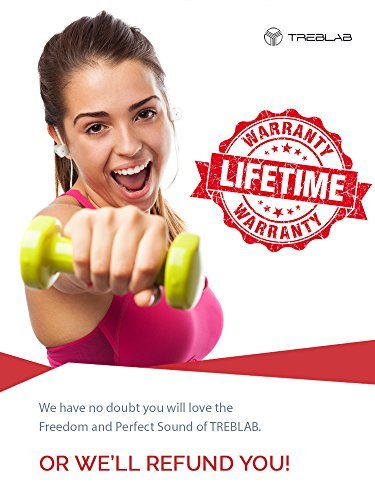 TREBLAB
WARRANTY
LIFETIME
WARRANTY
We have no doubt you will love the
Freedom and Perfect Sound of TREBLAB.
OR WE'LL REFUND YOU!